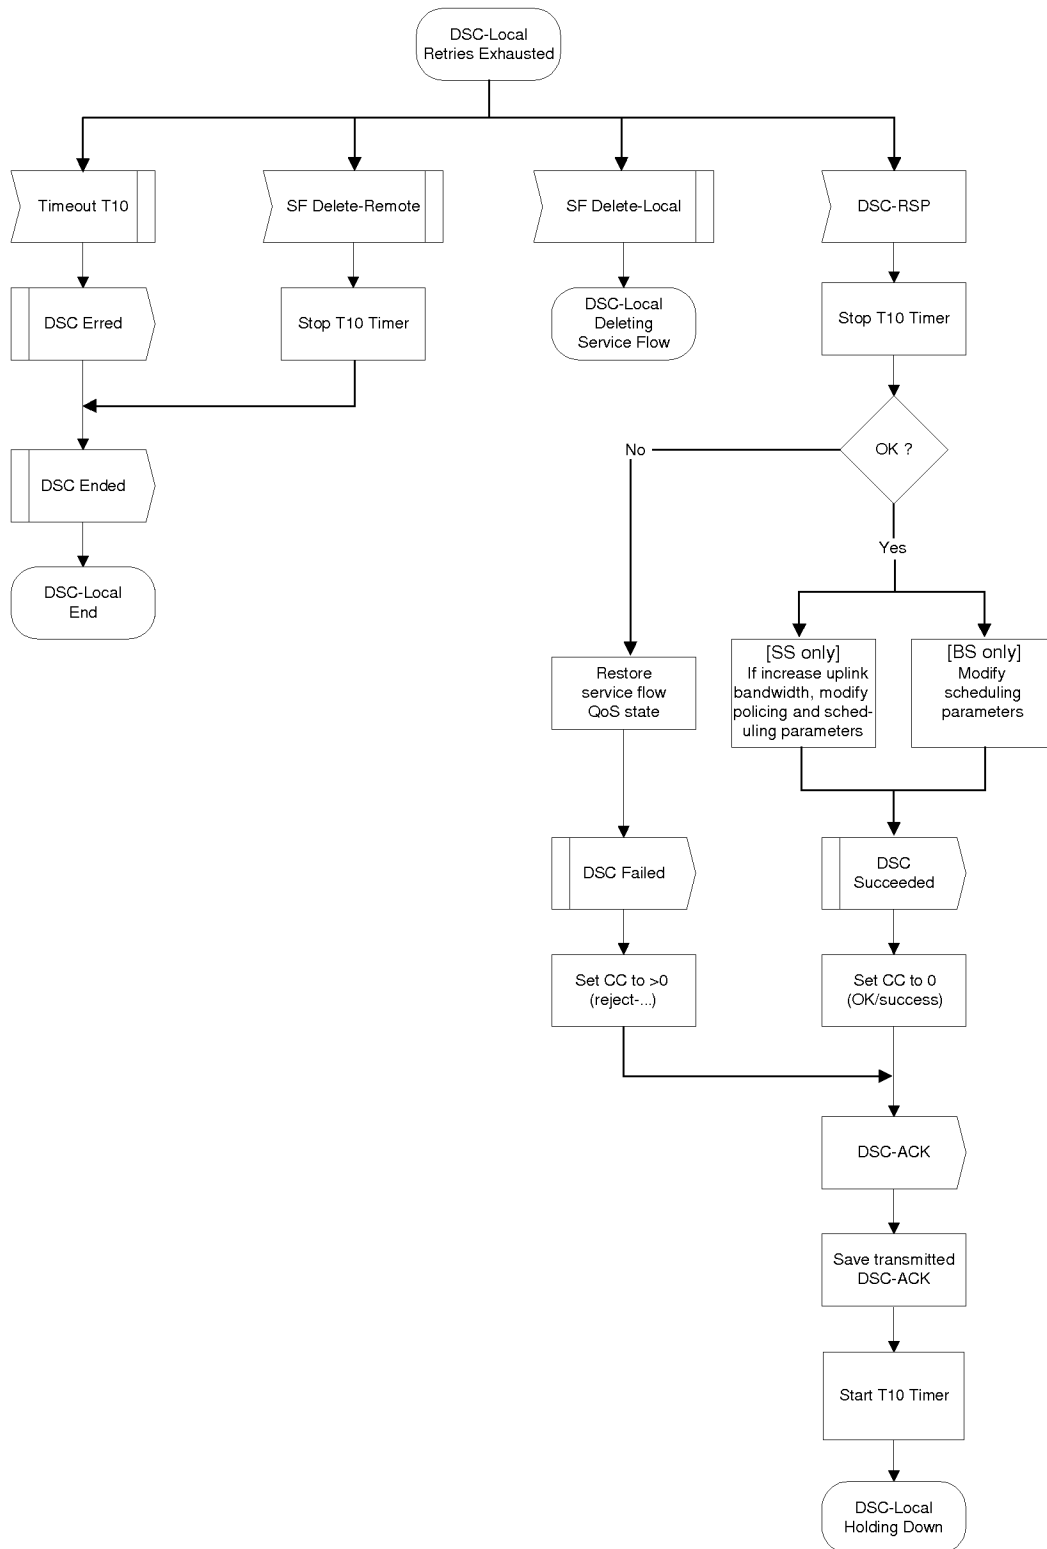 DSC-Local
Retries Exhausted
Timeout T10
SF Delete-Remote
SF Delete-Local
DSC-RSP
DSC Erred
Stop T10 Timer
DSC-Local
Deleting
Service Flow
Stop T10 Timer
OK ?
No
DSC Ended
Yes
DSC-Local
End
[SS only]
If increase uplink
bandwidth, modify
policing and sched-
uling parameters
[BS only]
Modify
scheduling
parameters
Restore
service flow
QoS state
DSC Failed
DSC
Succeeded
Set CC to >0
(reject-...)
Set CC to 0
(OK/success)
DSC-ACK
Save transmitted
DSC-ACK
Start T10 Timer
DSC-Local
Holding Down